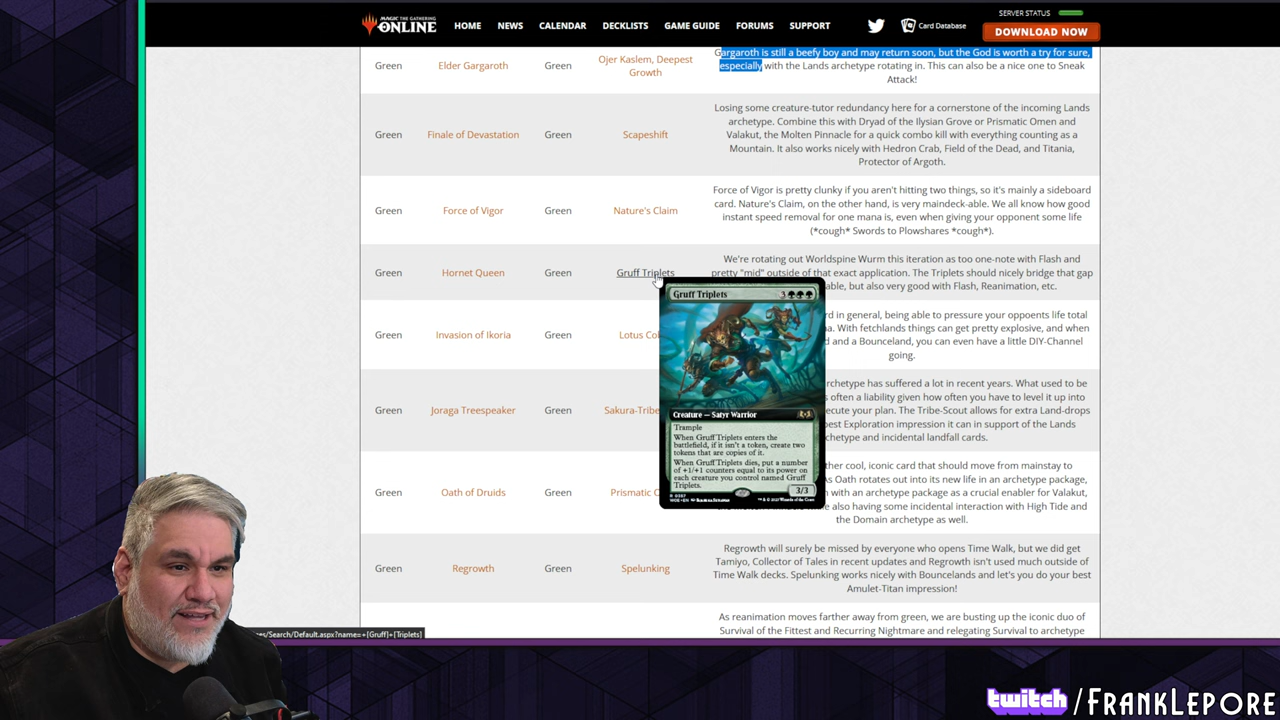 MAGIC THE GATHERING
ONLINE
HOME NEWS CALENDAR DECKLISTS GAME GUIDE FORUMS SUPPORT
Card Database
SERVER STATUS
DOWNLOAD NOW
Green Elder Gargaroth Green Ojer Kaslem, Deepest
Growth
Gargaroth is still a beefy boy and may return soon, but the God is worth a try for sure,
especially with the Lands archetype rotating in. This can also be a nice one to Sneak
Attack!
Green Finale of Devastation Green Scapeshift
Losing some creature-tutor redundancy here for a cornerstone of the incoming Lands
archetype. Combine this with Dryad of the Ilysian Grove or Prismatic Omen and
Valakut, the Molten Pinnacle for a quick combo kill with everything counting as a
Mountain. It also works nicely with Hedron Crab, Field of the Dead, and Titania,
Protector of Argoth.
Green Force of Vigor Green Nature's Claim
Force of Vigor is pretty clunky if you aren't hitting two things, so it's mainly a sideboard
card. Nature's Claim, on the other hand, is very maindeck-able. We all know how good
instant speed removal for one mana is, even when giving your opponent some life
(*cough* Swords to Plowshares *cough*).
Green Hornet Queen Green Gruff Triplets
We're rotating out Worldspine Wurm this iteration as too one-note with Flash and
pretty "mid" outside of that exact application. The Triplets should nicely bridge that gap
able, but also very good with Flash, Reanimation, etc.
Gruff Triplets 3
Creature — Satyr Warrior
Trample
When Gruff Triplets enters the
battlefield, if it isn't a token, create two
tokens that are copies of it.
When Gruff Triplets dies, put a number
of +1/+1 counters equal to its power on
each creature you control named Gruff
Triplets.
3/3
Green Invasion of Ikoria Green Lotus Co
rd in general, being able to pressure your oppoents life total
na. With fetchlands things can get pretty explosive, and when
d and a Bounceland, you can even have a little DIY-Channel
going.
Green Joraga Treespeaker Green Sakura-Tribe
archetype has suffered a lot in recent years. What used to be
s often a liability given how often you have to level it up into
ecute your plan. The Tribe-Scout allows for extra Land-drops
best Exploration impression it can in support of the Lands
chetype and incidental landfall cards.
Green Oath of Druids Green Prismatic
ther cool, iconic card that should move from mainstay to
As Oath rotates out into its new life in an archetype package,
n with an archetype package as a crucial enabler for Valakut,
also having some incidental interaction with High Tide and
the Domain archetype as well.
Green Regrowth Green Spelunking
Regrowth will surely be missed by everyone who opens Time Walk, but we did get
Tamiyo, Collector of Tales in recent updates and Regrowth isn't used much outside of
Time Walk decks. Spelunking works nicely with Bouncelands and let's you do your best
Amulet-Titan impression!
As reanimation moves farther away from green, we are busting up the iconic duo of
Survival of the Fittest and Recurring Nightmare and relegating Survival to archetype
es/Search/Default.aspx?name=+[Gruff]+[Triplets]
twitch/FRANKLEPORE